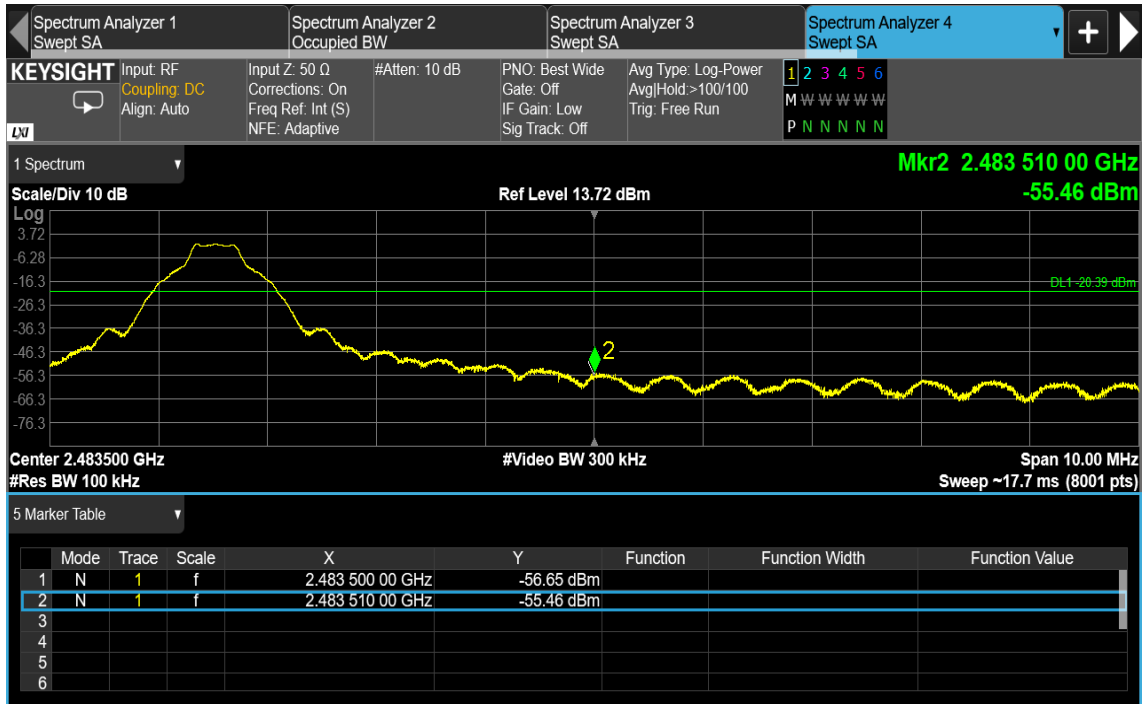 Spectrum Analyzer 1
Swept SA
Spectrum Analyzer 2
Occupied BW
Spectrum Analyzer 3
Swept SA
Spectrum Analyzer 4
Swept SA
KEYSIGHT
LXI
Input: RF
Coupling: DC
Align: Auto
Input Z: 50 Ω
Corrections: On
Freq Ref: Int (S)
NFE: Adaptive
#Atten: 10 dB
PNO: Best Wide
Gate: Off
IF Gain: Low
Sig Track: Off
Avg Type: Log-Power
Avg|Hold:>100/100
Trig: Free Run
1 2 3 4 5 6
M W W W W W
P N N N N N
1 Spectrum
Mkr2 2.483 510 00 GHz
-55.46 dBm
Scale/Div 10 dB
Ref Level 13.72 dBm
Log
3.72
-6.28
-16.3
-26.3
-36.3
-46.3
-56.3
-66.3
-76.3
DL1 -20.39 dBm
2
Center 2.483500 GHz
#Video BW 300 kHz
Span 10.00 MHz
#Res BW 100 kHz
Sweep ~17.7 ms (8001 pts)
5 Marker Table
Mode Trace Scale X Y Function Function Width Function Value
1 N 1 f 2.483 500 00 GHz -56.65 dBm
2 N 1 f 2.483 510 00 GHz -55.46 dBm
3
4
5
6